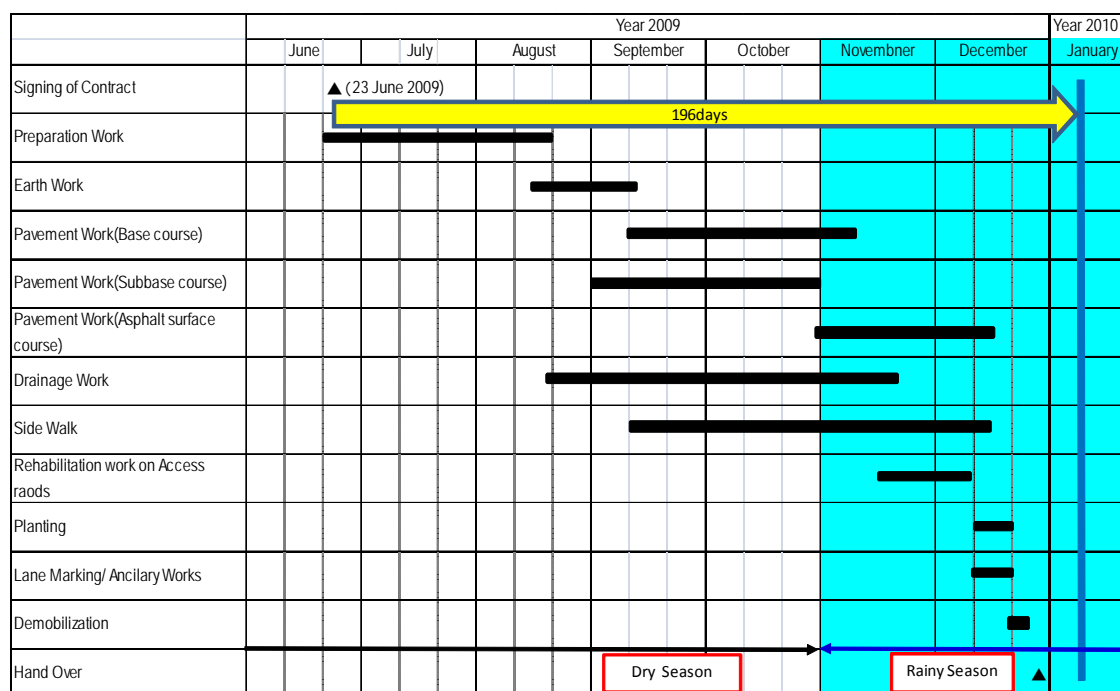 Year 2009 Year 2010
June July August September October Novembner December January
Signing of Contract ▲ (23 June 2009)
196days
Preparation Work
Earth Work
Pavement Work(Base course)
Pavement Work(Subbase course)
Pavement Work(Asphalt surface
course)
Drainage Work
Side Walk
Rehabilitation work on Access
raods
Planting
Lane Marking/ Ancilary Works
Demobilization
Hand Over Dry Season Rainy Season ▲